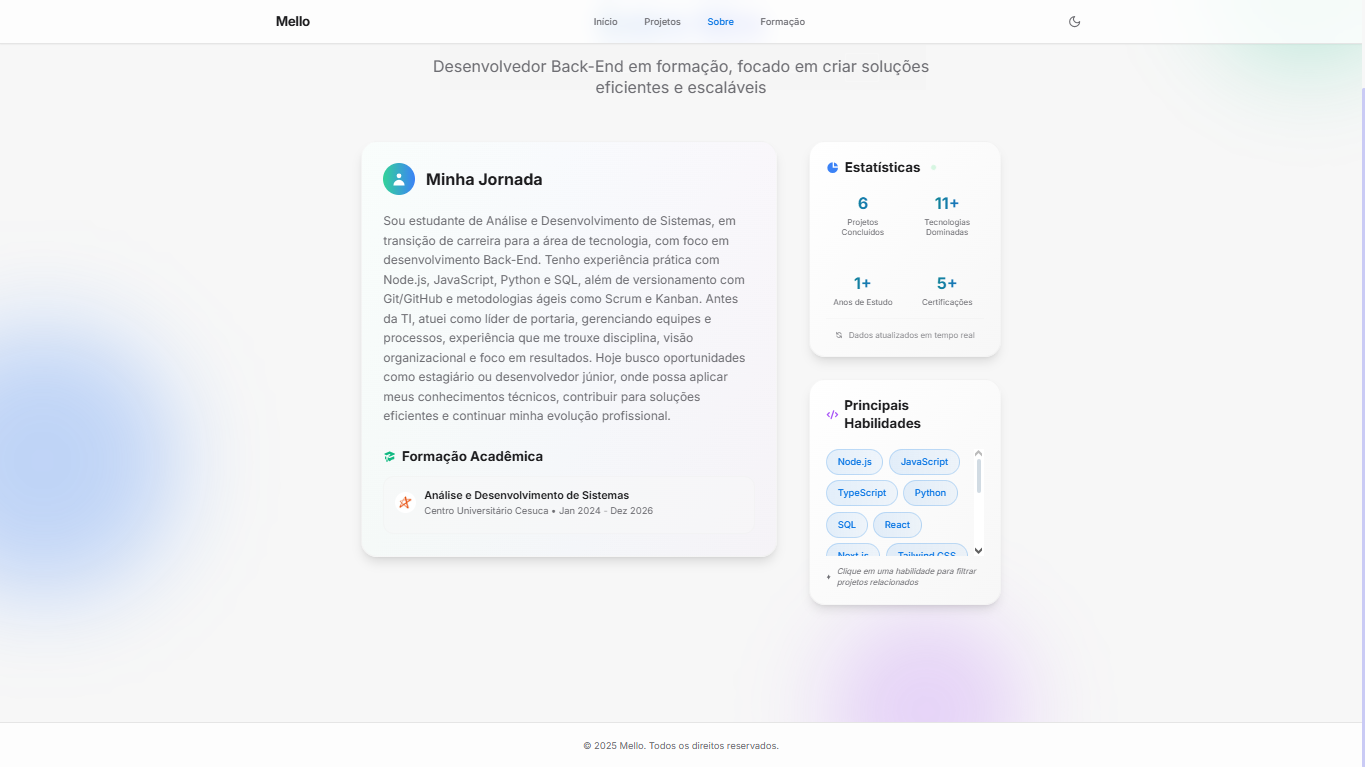 Mello
Início
Projetos
Sobre
Formação
Desenvolvedor Back-End em formação, focado em criar soluções
eficientes e escaláveis
Minha Jornada
Sou estudante de Análise e Desenvolvimento de Sistemas, em
transição de carreira para a área de tecnologia, com foco em
desenvolvimento Back-End. Tenho experiência prática com
Node.js, JavaScript, Python e SQL, além de versionamento com
Git/GitHub e metodologias ágeis como Scrum e Kanban. Antes
da TI, atuei como líder de portaria, gerenciando equipes e
processos, experiência que me trouxe disciplina, visão
organizacional e foco em resultados. Hoje busco oportunidades
como estagiário ou desenvolvedor júnior, onde possa aplicar
meus conhecimentos técnicos, contribuir para soluções
eficientes e continuar minha evolução profissional.
Formação Acadêmica
Análise e Desenvolvimento de Sistemas
Centro Universitário Cesuca • Jan 2024 - Dez 2026
Estatísticas
6
Projetos
Concluídos
11+
Tecnologias
Dominadas
1+
Anos de Estudo
5+
Certificações
Dados atualizados em tempo real
Principais
Habilidades
Node.js
JavaScript
TypeScript
Python
SQL
React
Next.js
Tailwind CSS
Clique em uma habilidade para filtrar
projetos relacionados
© 2025 Mello. Todos os direitos reservados.